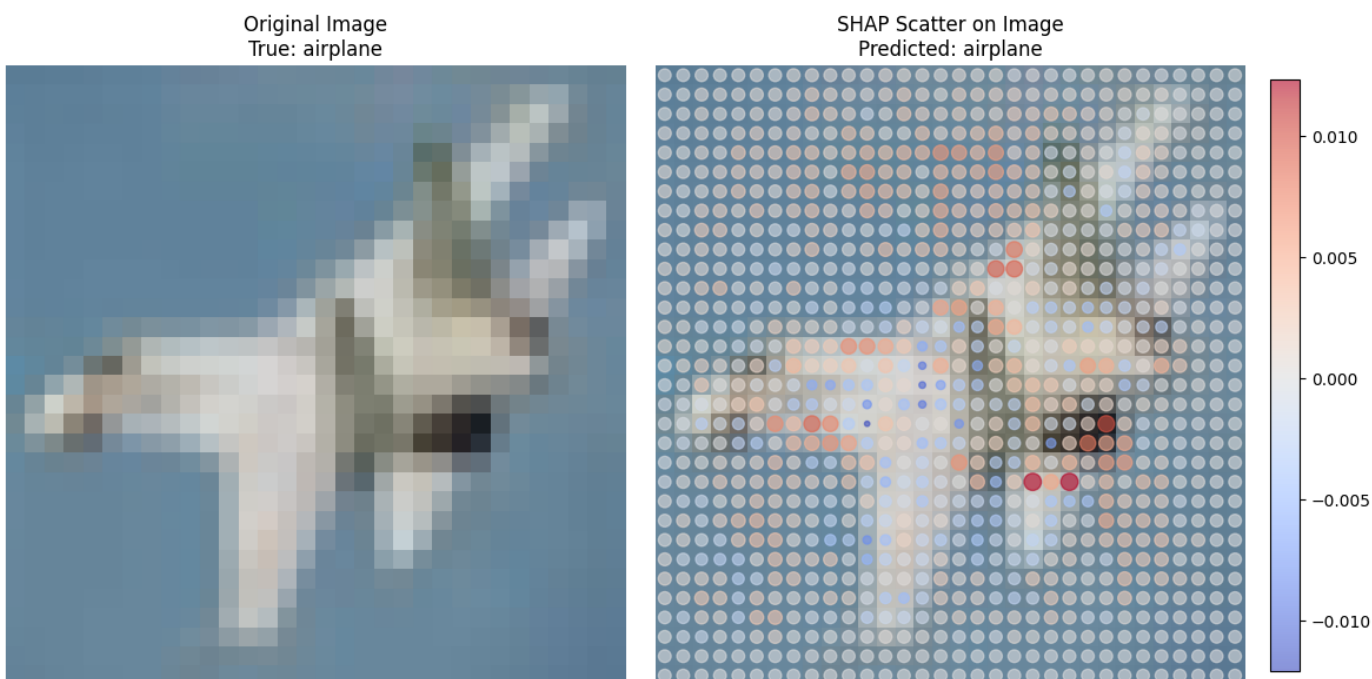 Original Image
True: airplane
SHAP Scatter on Image
Predicted: airplane
0.010
0.005
0.000
−0.005
−0.010